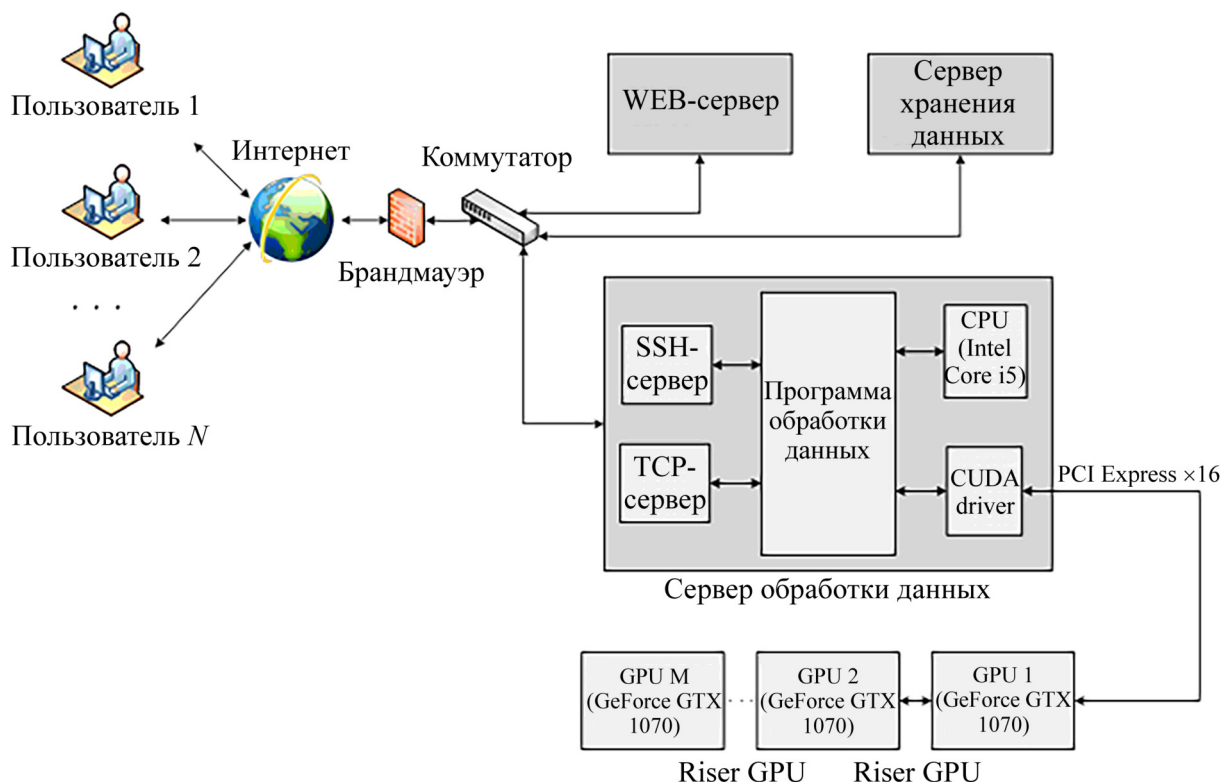 Пользователь 1
Интернет
Пользователь 2
. . .
Пользователь N
Брандмауэр
Коммутатор
WEB-сервер
Сервер
хранения
данных
SSH-
сервер
TCP-
сервер
Программа
обработки
данных
CPU
(Intel
Core i5)
CUDA
driver
PCI Express ×16
Сервер обработки данных
GPU M
(GeForce GTX
1070)
. . .
GPU 2
(GeForce GTX
1070)
GPU 1
(GeForce GTX
1070)
Riser GPU
Riser GPU